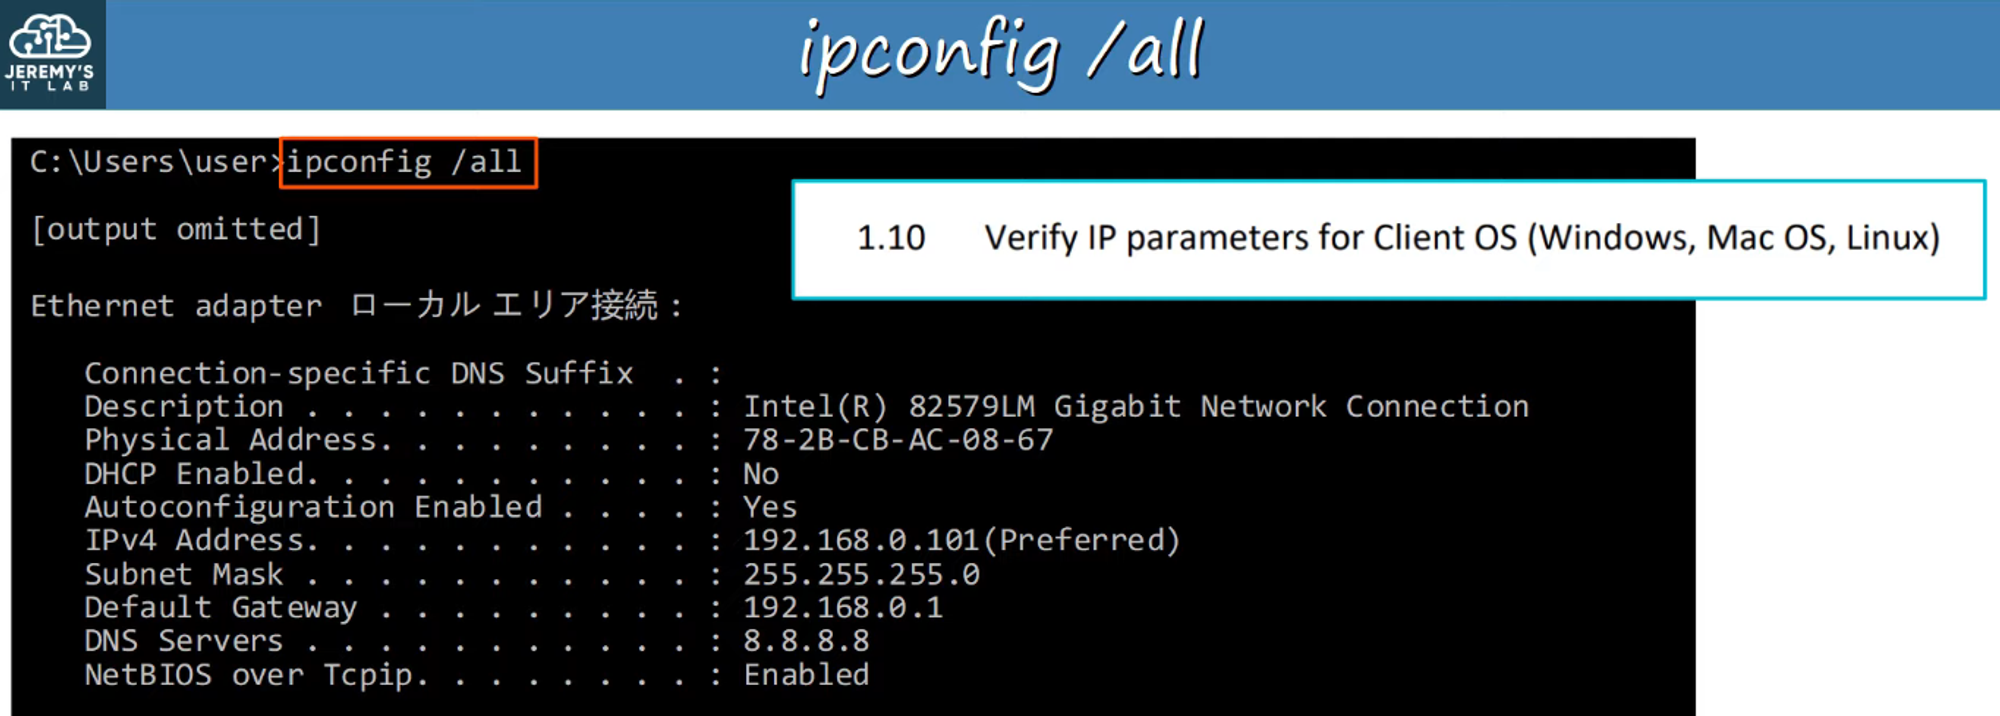 JEREMY'S
IT LAB
ipconfig /all
C:\Users\user>ipconfig /all
[output omitted]
1.10 Verify IP parameters for Client OS (Windows, Mac OS, Linux)
Ethernet adapter ローカル エリア接続:
Connection-specific DNS Suffix . :
Description . . . . . . . . . . . : Intel(R) 82579LM Gigabit Network Connection
Physical Address. . . . . . . . . : 78-2B-CB-AC-08-67
DHCP Enabled. . . . . . . . . . . : No
Autoconfiguration Enabled . . . . : Yes
IPv4 Address. . . . . . . . . . . : 192.168.0.101(Preferred)
Subnet Mask . . . . . . . . . . . : 255.255.255.0
Default Gateway . . . . . . . . . : 192.168.0.1
DNS Servers . . . . . . . . . . . : 8.8.8.8
NetBIOS over Tcpip. . . . . . . . : Enabled